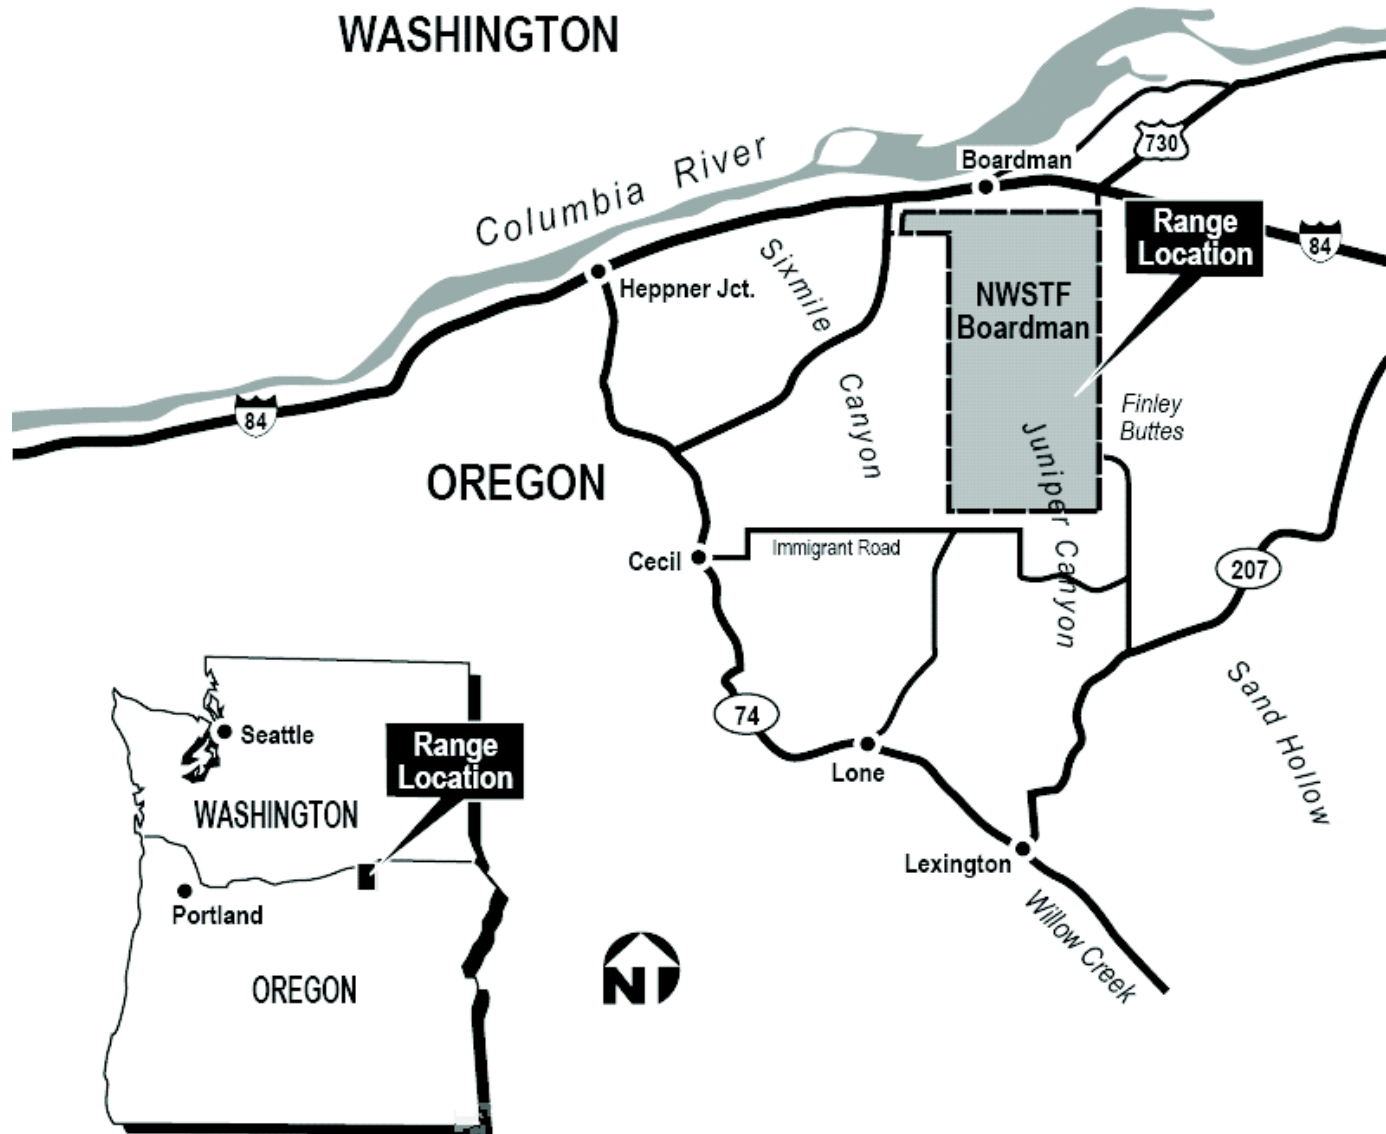 WASHINGTON
Columbia River
Boardman
730
Range
Location
84
Sixmile
Canyon
Heppner Jct.
NWSTF
Boardman
Finley
Buttes
84
OREGON
Juniper Canyon
Cecil
Immigrant Road
207
Sand Hollow
74
Lone
Lexington
Willow Creek
Seattle
Range
Location
WASHINGTON
Portland
OREGON
N